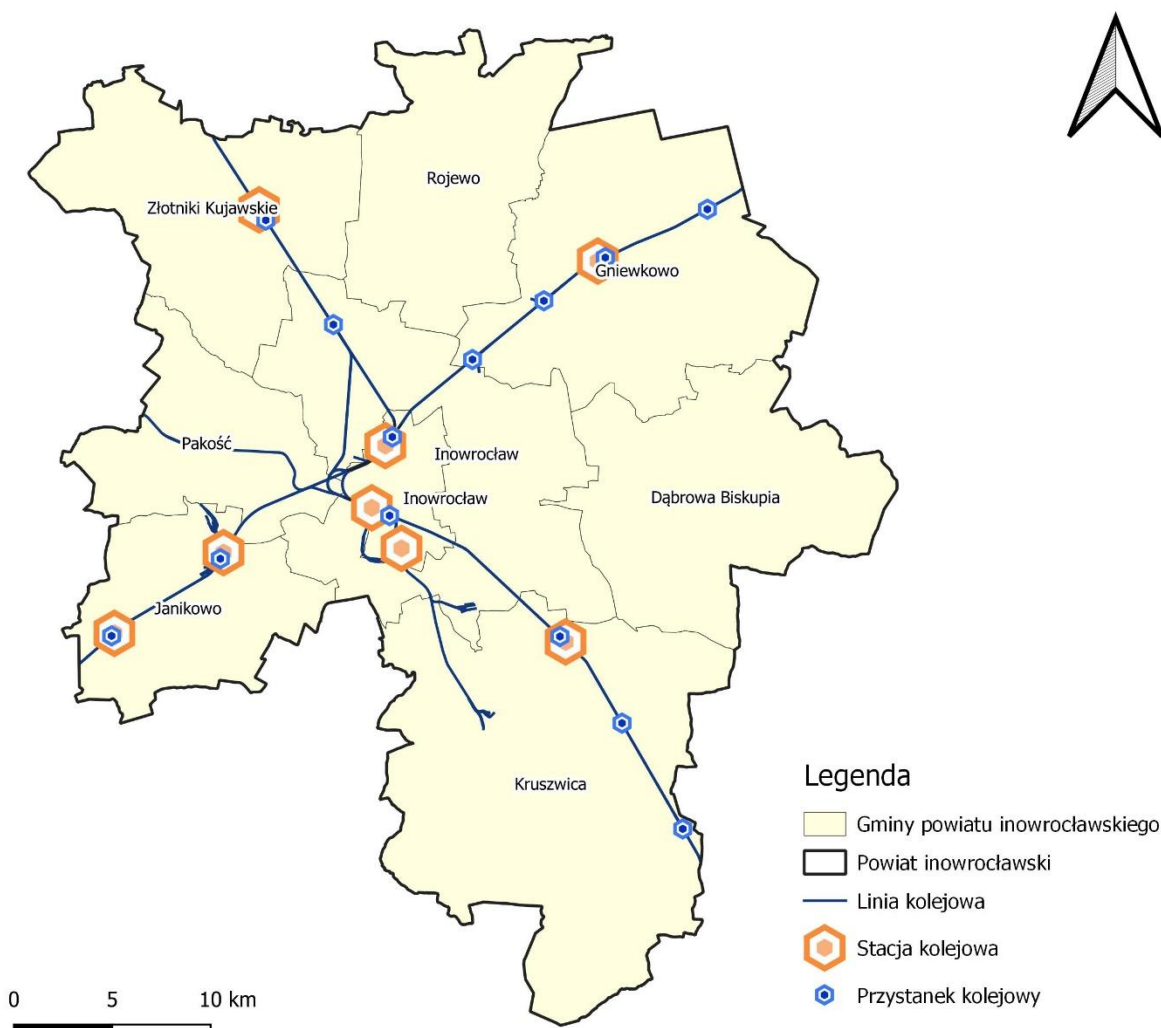 Rojewo
Złotniki Kujawskie
Gniewkowo
Pakość
Inowrocław
Inowrocław
Dąbrowa Biskupia
Janikowo
Kruszwica
Legenda
Gminy powiatu inowrocławskiego
Powiat inowrocławski
Linia kolejowa
Stacja kolejowa
Przystanek kolejowy
0 5 10 km